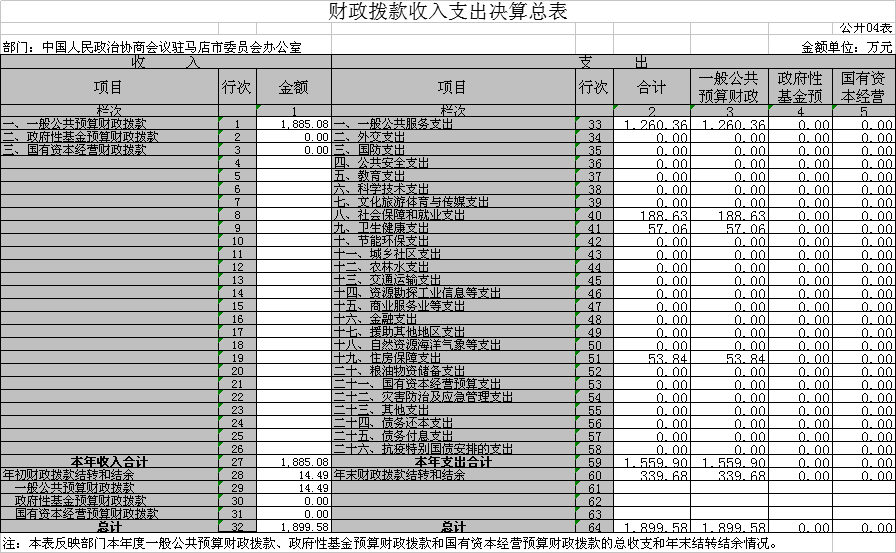 财政拨款收入支出决算总表
公开04表
部门：中国人民政治协商会议驻马店市委员会办公室 金额单位：万元
收 入 支 出
项目 行次 金额 项目 行次 合计 一般公共预算财政 政府性基金预 国有资本经营
栏次 1 栏次 2 3 4 5
一、一般公共预算财政拨款 1 1,885.08 一、一般公共服务支出 33 1,260.36 1,260.36 0.00 0.00
二、政府性基金预算财政拨款 2 0.00 二、外交支出 34 0.00 0.00 0.00 0.00
三、国有资本经营财政拨款 3 0.00 三、国防支出 35 0.00 0.00 0.00 0.00
4 四、公共安全支出 36 0.00 0.00 0.00 0.00
5 五、教育支出 37 0.00 0.00 0.00 0.00
6 六、科学技术支出 38 0.00 0.00 0.00 0.00
7 七、文化旅游体育与传媒支出 39 0.00 0.00 0.00 0.00
8 八、社会保障和就业支出 40 188.63 188.63 0.00 0.00
9 九、卫生健康支出 41 57.06 57.06 0.00 0.00
10 十、节能环保支出 42 0.00 0.00 0.00 0.00
11 十一、城乡社区支出 43 0.00 0.00 0.00 0.00
12 十二、农林水支出 44 0.00 0.00 0.00 0.00
13 十三、交通运输支出 45 0.00 0.00 0.00 0.00
14 十四、资源勘探工业信息等支出 46 0.00 0.00 0.00 0.00
15 十五、商业服务业等支出 47 0.00 0.00 0.00 0.00
16 十六、金融支出 48 0.00 0.00 0.00 0.00
17 十七、援助其他地区支出 49 0.00 0.00 0.00 0.00
18 十八、自然资源海洋气象等支出 50 0.00 0.00 0.00 0.00
19 十九、住房保障支出 51 53.84 53.84 0.00 0.00
20 二十、粮油物资储备支出 52 0.00 0.00 0.00 0.00
21 二十一、国有资本经营预算支出 53 0.00 0.00 0.00 0.00
22 二十二、灾害防治及应急管理支出 54 0.00 0.00 0.00 0.00
23 二十三、其他支出 55 0.00 0.00 0.00 0.00
24 二十四、债务还本支出 56 0.00 0.00 0.00 0.00
25 二十五、债务付息支出 57 0.00 0.00 0.00 0.00
26 二十六、抗疫特别国债安排的支出 58 0.00 0.00 0.00 0.00
本年收入合计 27 1,885.08 本年支出合计 59 1,559.90 1,559.90 0.00 0.00
年初财政拨款结转和结余 28 14.49 年末财政拨款结转和结余 60 339.68 339.68 0.00 0.00
一般公共预算财政拨款 29 14.49 61
政府性基金预算财政拨款 30 0.00 62
国有资本经营预算财政拨款 31 0.00 63
总计 32 1,899.58 总计 64 1,899.58 1,899.58 0.00 0.00
注：本表反映部门本年度一般公共预算财政拨款、政府性基金预算财政拨款和国有资本经营预算财政拨款的总收支和年末结转结余情况。